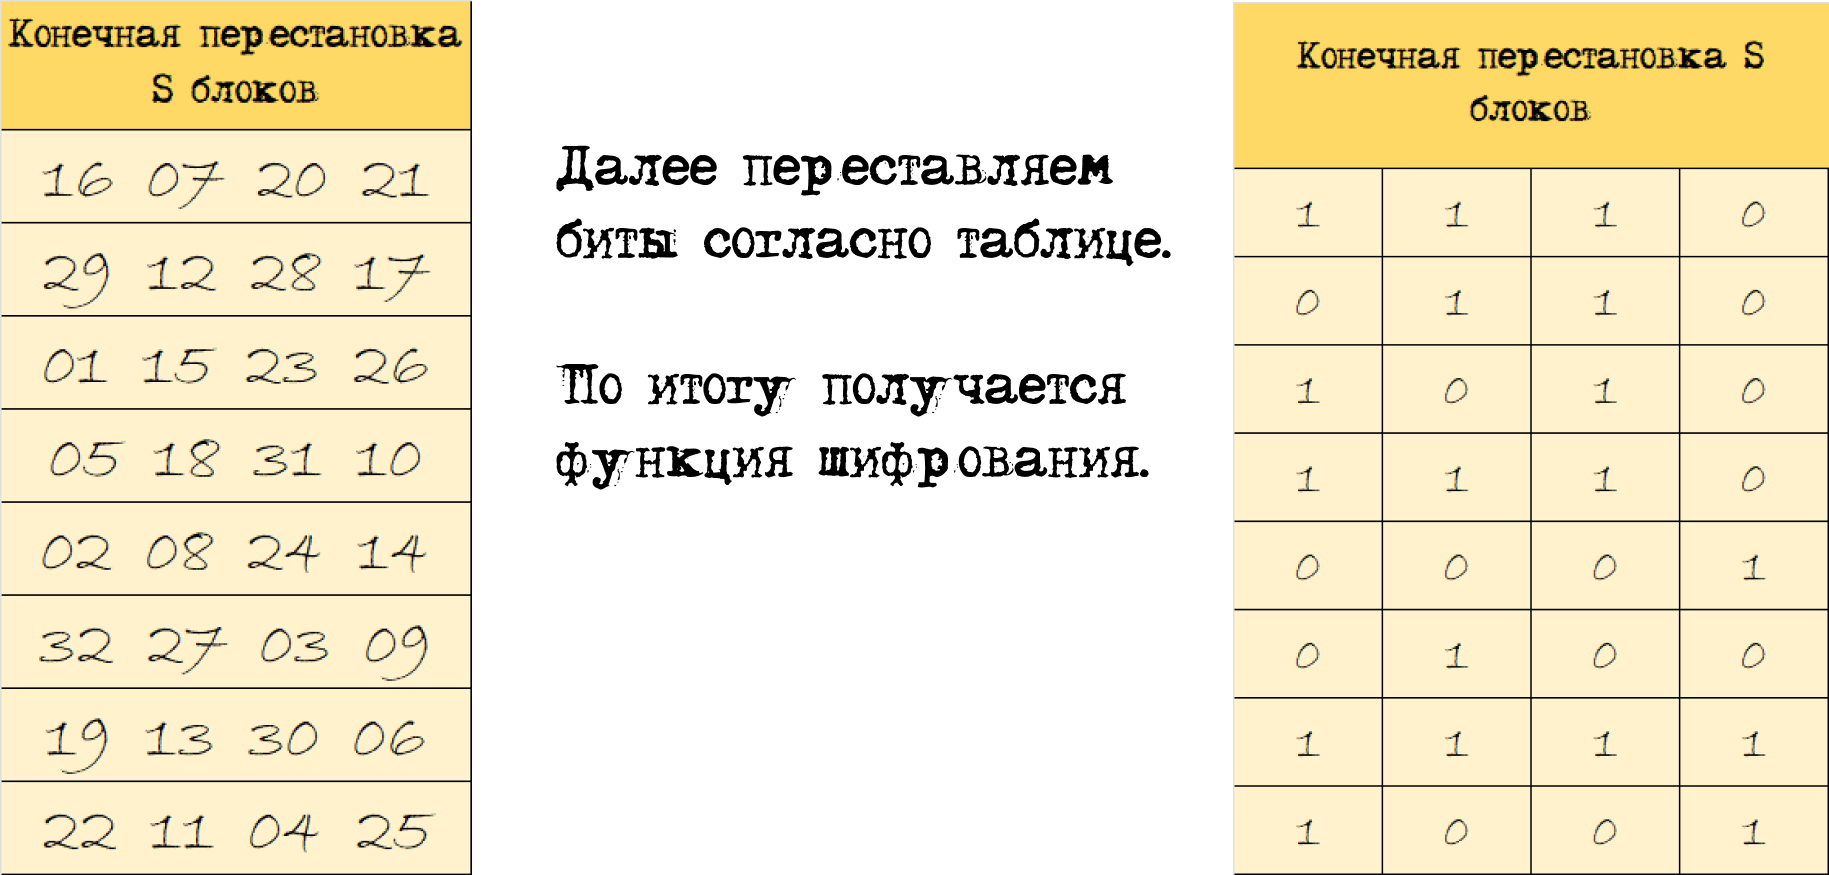 Конечная перестановка
S блоков
16 07 20 21
29 12 28 17
01 15 23 26
05 18 31 10
02 08 24 14
32 27 03 09
19 13 30 06
22 11 04 25
Далее переставляем
биты согласно таблице.
По итогу получается
функция шифрования.
Конечная перестановка S
блоков
1 1 1 0
0 1 1 0
1 0 1 0
1 1 1 0
0 0 0 1
0 1 0 0
1 1 1 1
1 0 0 1